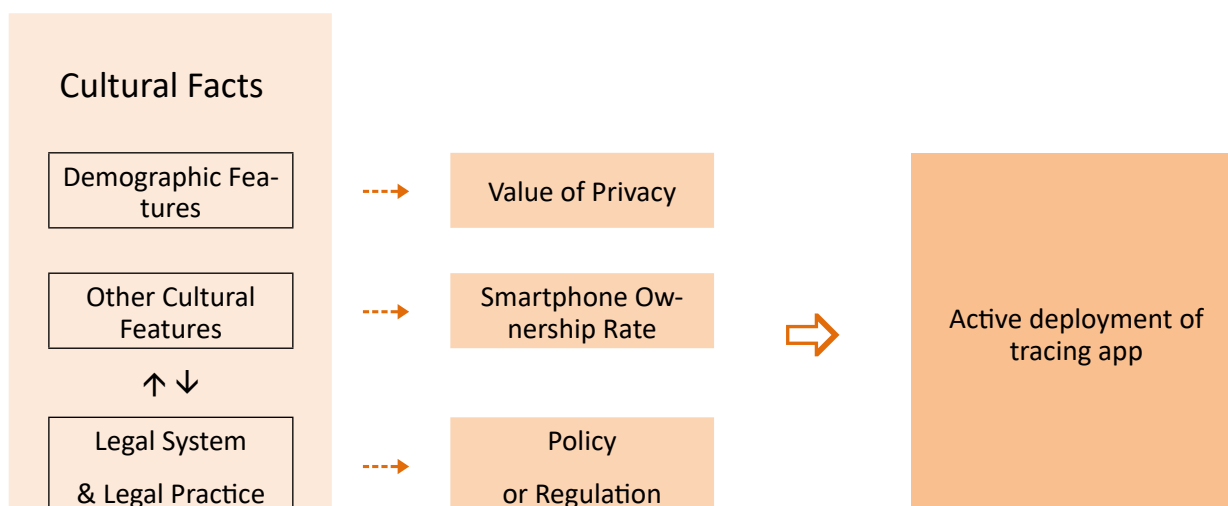 Cultural Facts
Demographic Fea-
tures
Value of Privacy
Other Cultural
Features
Smartphone Ow-
nership Rate
Active deployment of
tracing app
Legal System
& Legal Practice
Policy
or Regulation